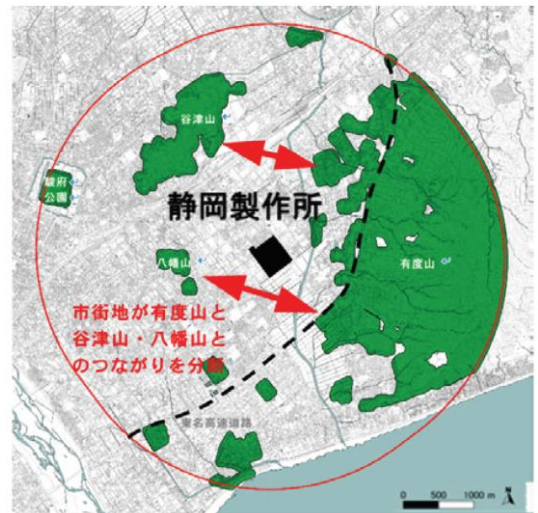 谷津山
駿府
公園
静岡製作所
八幡山
有度山
市街地が有度山と
谷津山・八幡山と
のつながりを分断
東名高速道路
0 500 1000 m
N